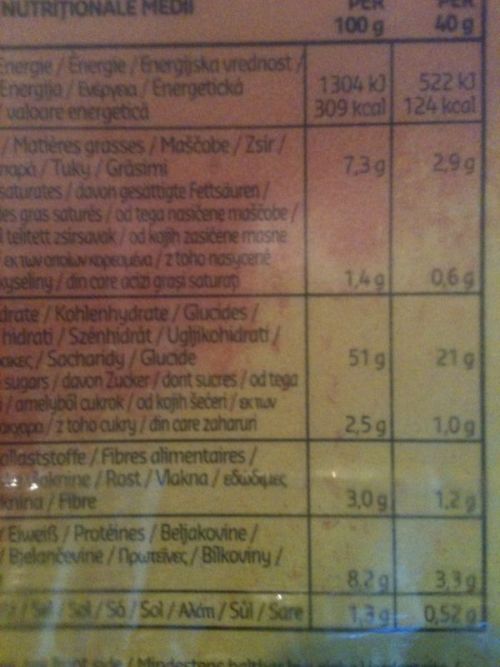 NUTRIȚIONALE MEDII PER PER
100 g 40 g
Energie / Énergie / Energijska vrednost /
Energija / Ενέργεια / Energetická 1304 kJ 522 kJ
/ valoare energetică 309 kcal 124 kcal
/ Matières grasses / Maščobe / Zsír /
/ Tuky / Grăsimi 7,3 g 2,9 g
saturates / davon gesättigte Fettsäuren /
gras saturés / od tega nasičene maščobe /
telített zsírsavak / od kojih zasićene masne
εκ των οποίων κορεσμένα / z toho nasycené
kyseliny / din care acizi grași saturați 1,4 g 0,6 g
/ Kohlenhydrate / Glucides /
hidrati / Szénhidrát / Ugljikohidrati /
/ Sacharidy / Glucide 51 g 21 g
sugars / davon Zucker / dont sucres / od tega
/ amelyből cukrok / od kojih šećeri / εκ των
/ z toho cukry / din care zaharuri 2,5 g 1,0 g
/ Fibres alimentaires /
/ Rost / Vlakna / εδώδιμες
/ Fibre 3,0 g 1,2 g
/ Eiweiß / Protéines / Beljakovine /
/ Bjelančevine / Πρωτεΐνες / Bílkoviny /
8,2 g 3,3 g
/ Sel / Sol / Só / Sol / Αλάτι / Sůl / Sare 1,3 g 0,52 g
/ Mindestens